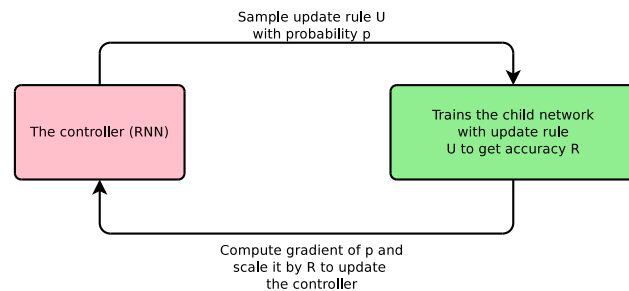 Sample update rule U
with probability p
The controller (RNN)
Trains the child network
with update rule
U to get accuracy R
Compute gradient of p and
scale it by R to update
the controller